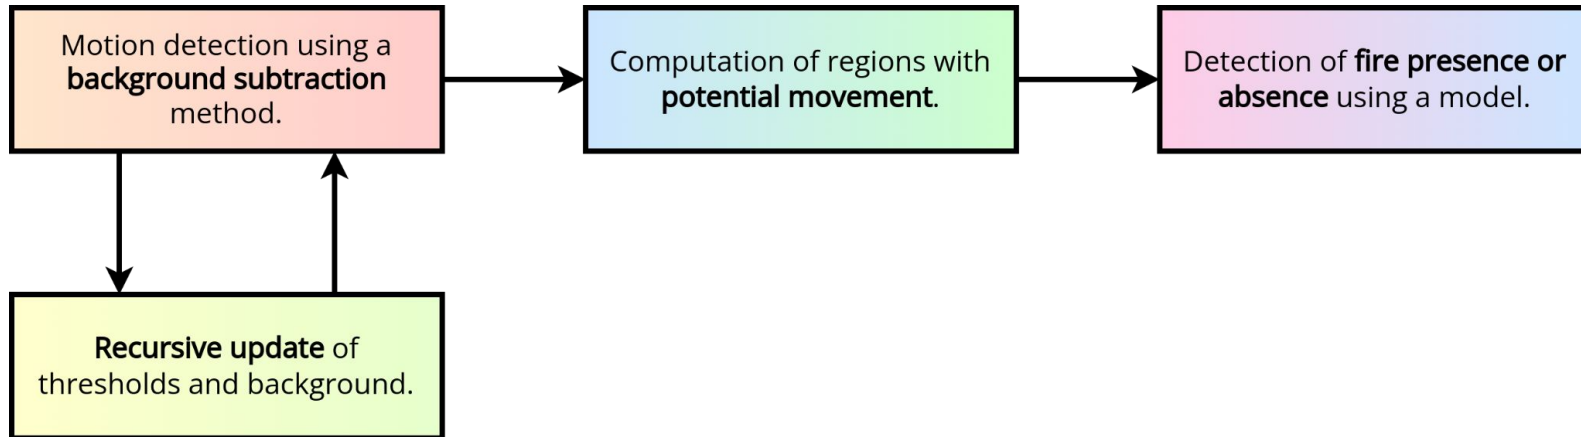 Motion detection using a
background subtraction
method.
Computation of regions with
potential movement.
Detection of fire presence or
absence using a model.
Recursive update of
thresholds and background.